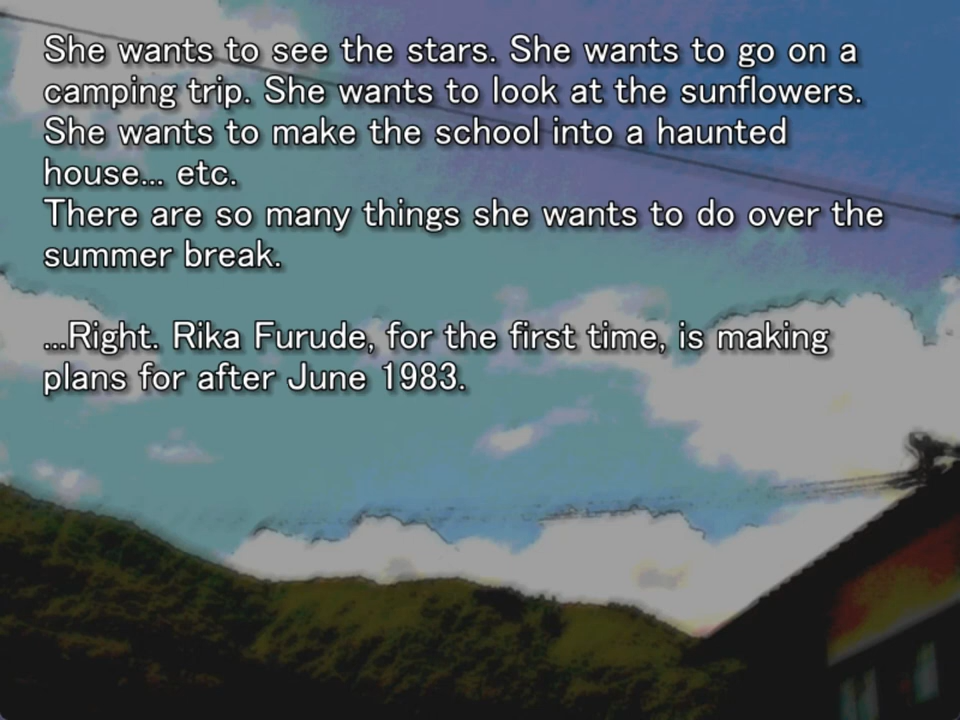 She wants to see the stars. She wants to go on a
camping trip. She wants to look at the sunflowers.
She wants to make the school into a haunted
house... etc.
There are so many things she wants to do over the
summer break.
...Right. Rika Furude, for the first time, is making
plans for after June 1983.